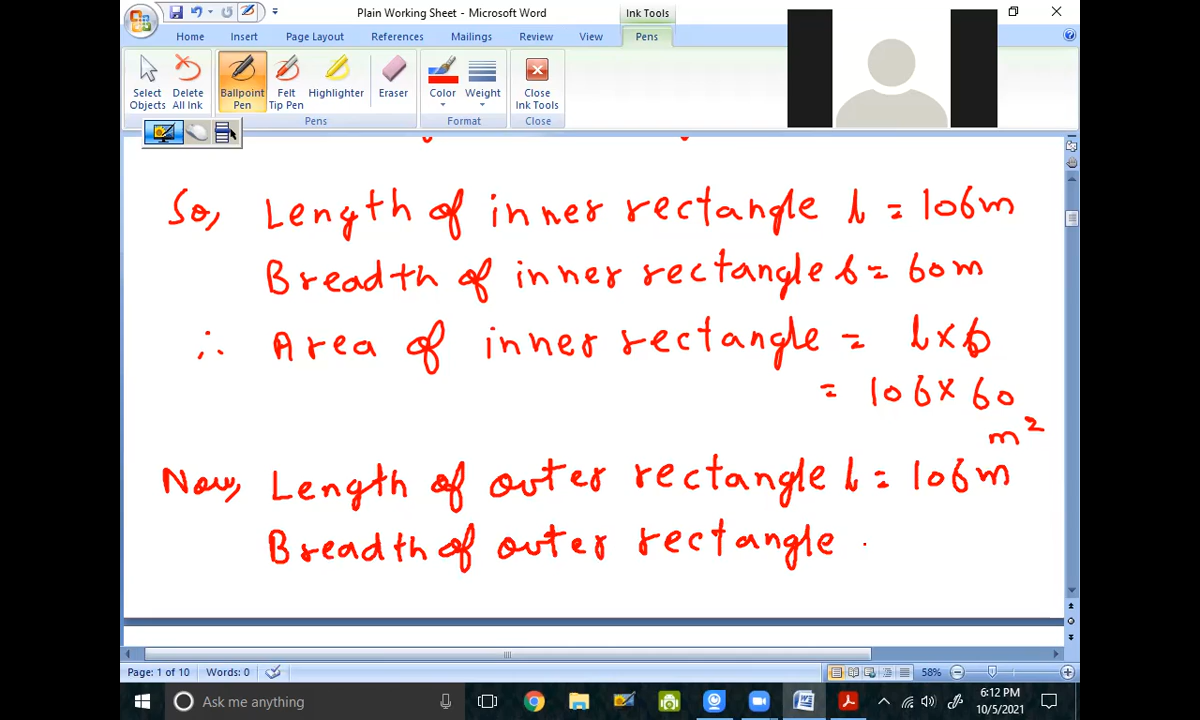 Plain Working Sheet - Microsoft Word
Ink Tools
Home Insert Page Layout References Mailings Review View Pens
Select Objects
Delete All Ink
Ballpoint Pen
Felt Tip Pen
Highlighter
Eraser
Color
Weight
Close Ink Tools
Pens
Format
Close
So, Length of inner rectangle l = 106m
Breadth of inner rectangle b = 60m
∴ Area of inner rectangle = l × b
= 106 × 60
m²
Now, Length of outer rectangle l = 106m
Breadth of outer rectangle
Page: 1 of 10 Words: 0 58%
Ask me anything
6:12 PM
10/5/2021